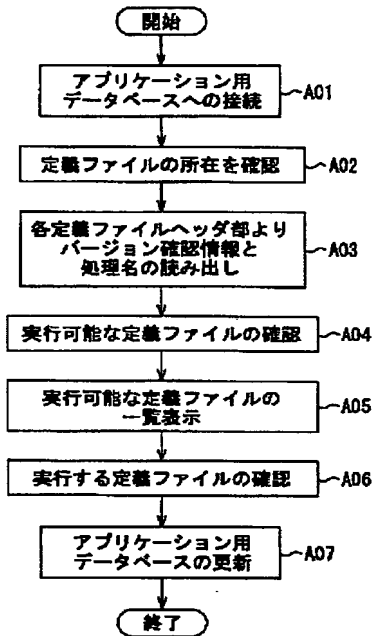 開始
アプリケーション用
データベースへの接続
A01
定義ファイルの所在を確認
A02
各定義ファイルヘッダ部より
バージョン確認情報と
処理名の読み出し
A03
実行可能な定義ファイルの確認
A04
実行可能な定義ファイルの
一覧表示
A05
実行する定義ファイルの確認
A06
アプリケーション用
データベースの更新
A07
終了